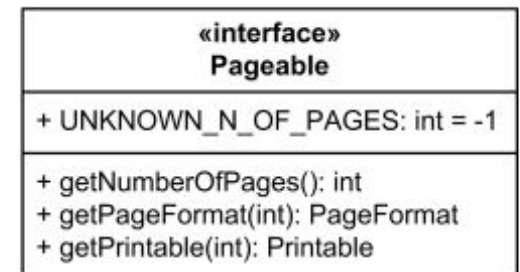 «interface»
Pageable
+ UNKNOWN_N_OF_PAGES: int = -1
+ getNumberOfPages(): int
+ getPageFormat(int): PageFormat
+ getPrintable(int): Printable